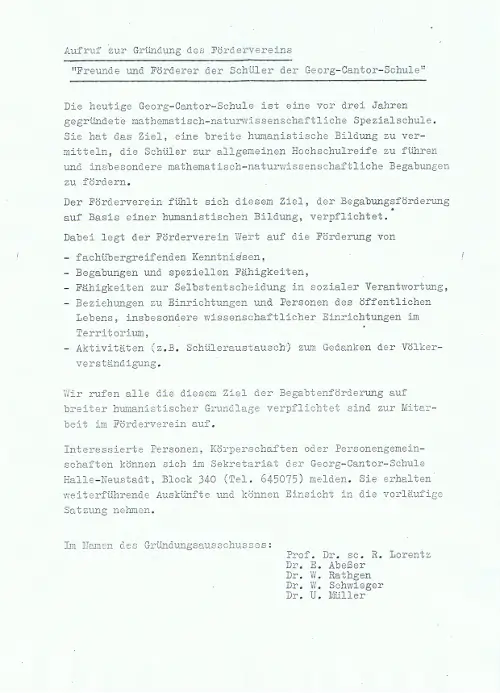 Aufruf zur Gründung des Fördervereins
"Freunde und Förderer der Schüler der Georg-Cantor-Schule"
Die heutige Georg-Cantor-Schule ist eine vor drei Jahren
gegründete mathematisch-naturwissenschaftliche Spezialschule.
Sie hat das Ziel, eine breite humanistische Bildung zu ver-
mitteln, die Schüler zur allgemeinen Hochschulreife zu führen
und insbesondere mathematisch-naturwissenschaftliche Begabungen
zu fördern.
Der Förderverein fühlt sich diesem Ziel, der Begabungsförderung
auf Basis einer humanistischen Bildung, verpflichtet.
Dabei legt der Förderverein Wert auf die Förderung von
- fachübergreifenden Kenntnissen,
- Begabungen und speziellen Fähigkeiten,
- Fähigkeiten zur Selbstentscheidung in sozialer Verantwortung,
- Beziehungen zu Einrichtungen und Personen des öffentlichen
Lebens, insbesondere wissenschaftlicher Einrichtungen im
Territorium,
- Aktivitäten (z.B. Schüleraustausch) zum Gedanken der Völker-
verständigung.
Wir rufen alle die diesem Ziel der Begabtenförderung auf
breiter humanistischer Grundlage verpflichtet sind zur Mitar-
beit im Förderverein auf.
Interessierte Personen, Körperschaften oder Personengemein-
schaften können sich im Sekretariat der Georg-Cantor-Schule
Halle-Neustadt, Block 340 (Tel. 645075) melden. Sie erhalten
weiterführende Auskünfte und können Einsicht in die vorläufige
Satzung nehmen.
Im Namen des Gründungsausschusses:
Prof. Dr. sc. R. Lorentz
Dr. E. Abeßer
Dr. W. Rathgen
Dr. W. Schwieger
Dr. U. Müller